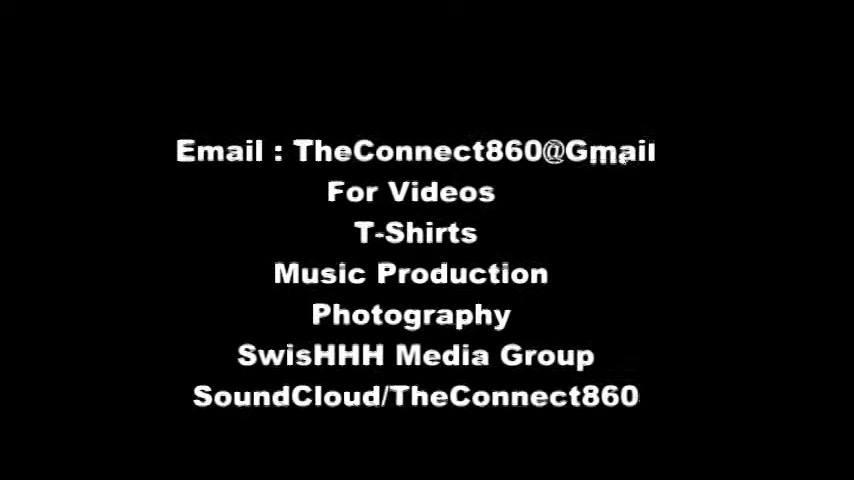 Email : TheConnect860@Gmail
For Videos
T-Shirts
Music Production
Photography
SwisHHH Media Group
SoundCloud/TheConnect860